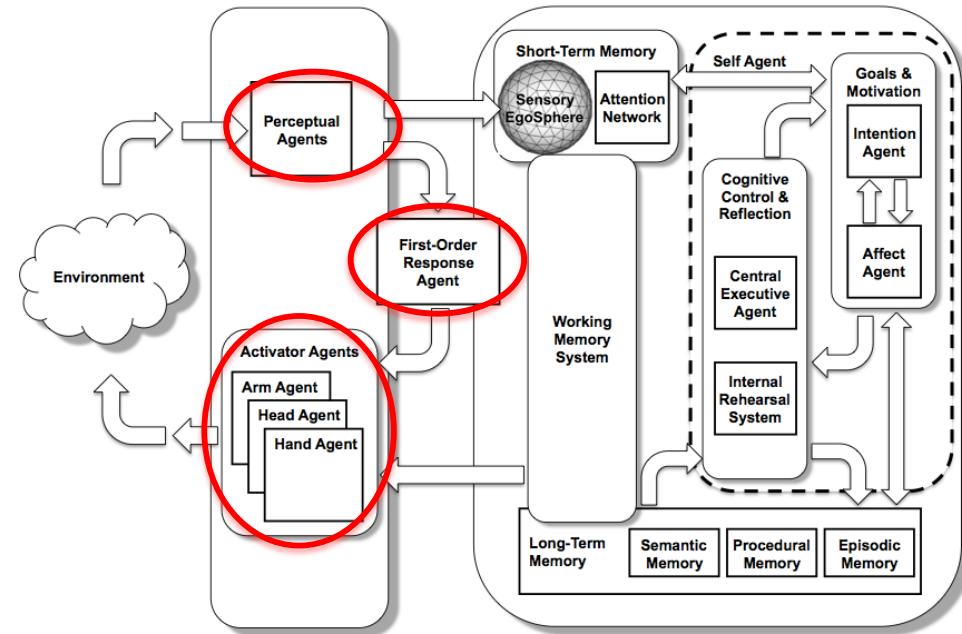 Short-Term Memory
Sensory
EgoSphere
Attention
Network
Self Agent
Goals &
Motivation
Intention
Agent
Affect
Agent
Perceptual
Agents
Cognitive
Control &
Reflection
Central
Executive
Agent
Internal
Rehearsal
System
First-Order
Response
Agent
Environment
Working
Memory
System
Activator Agents
Arm Agent
Head Agent
Hand Agent
Long-Term
Memory
Semantic
Memory
Procedural
Memory
Episodic
Memory